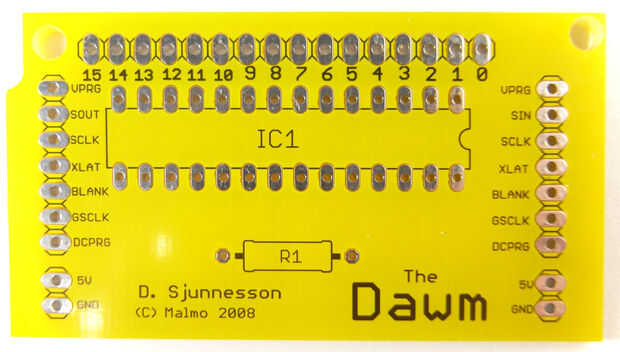 15 14 13 12 11 10 9 8 7 6 5 4 3 2 1 0
VPRG
SOUT
SCLK
XLAT
BLANK
GSCLK
DCPRG
5V
GND
IC1
R1
D. Sjunnesson
(C) Malmo 2008
The
Dawm
VPRG
SIN
SCLK
XLAT
BLANK
GSCLK
DCPRG
5V
GND